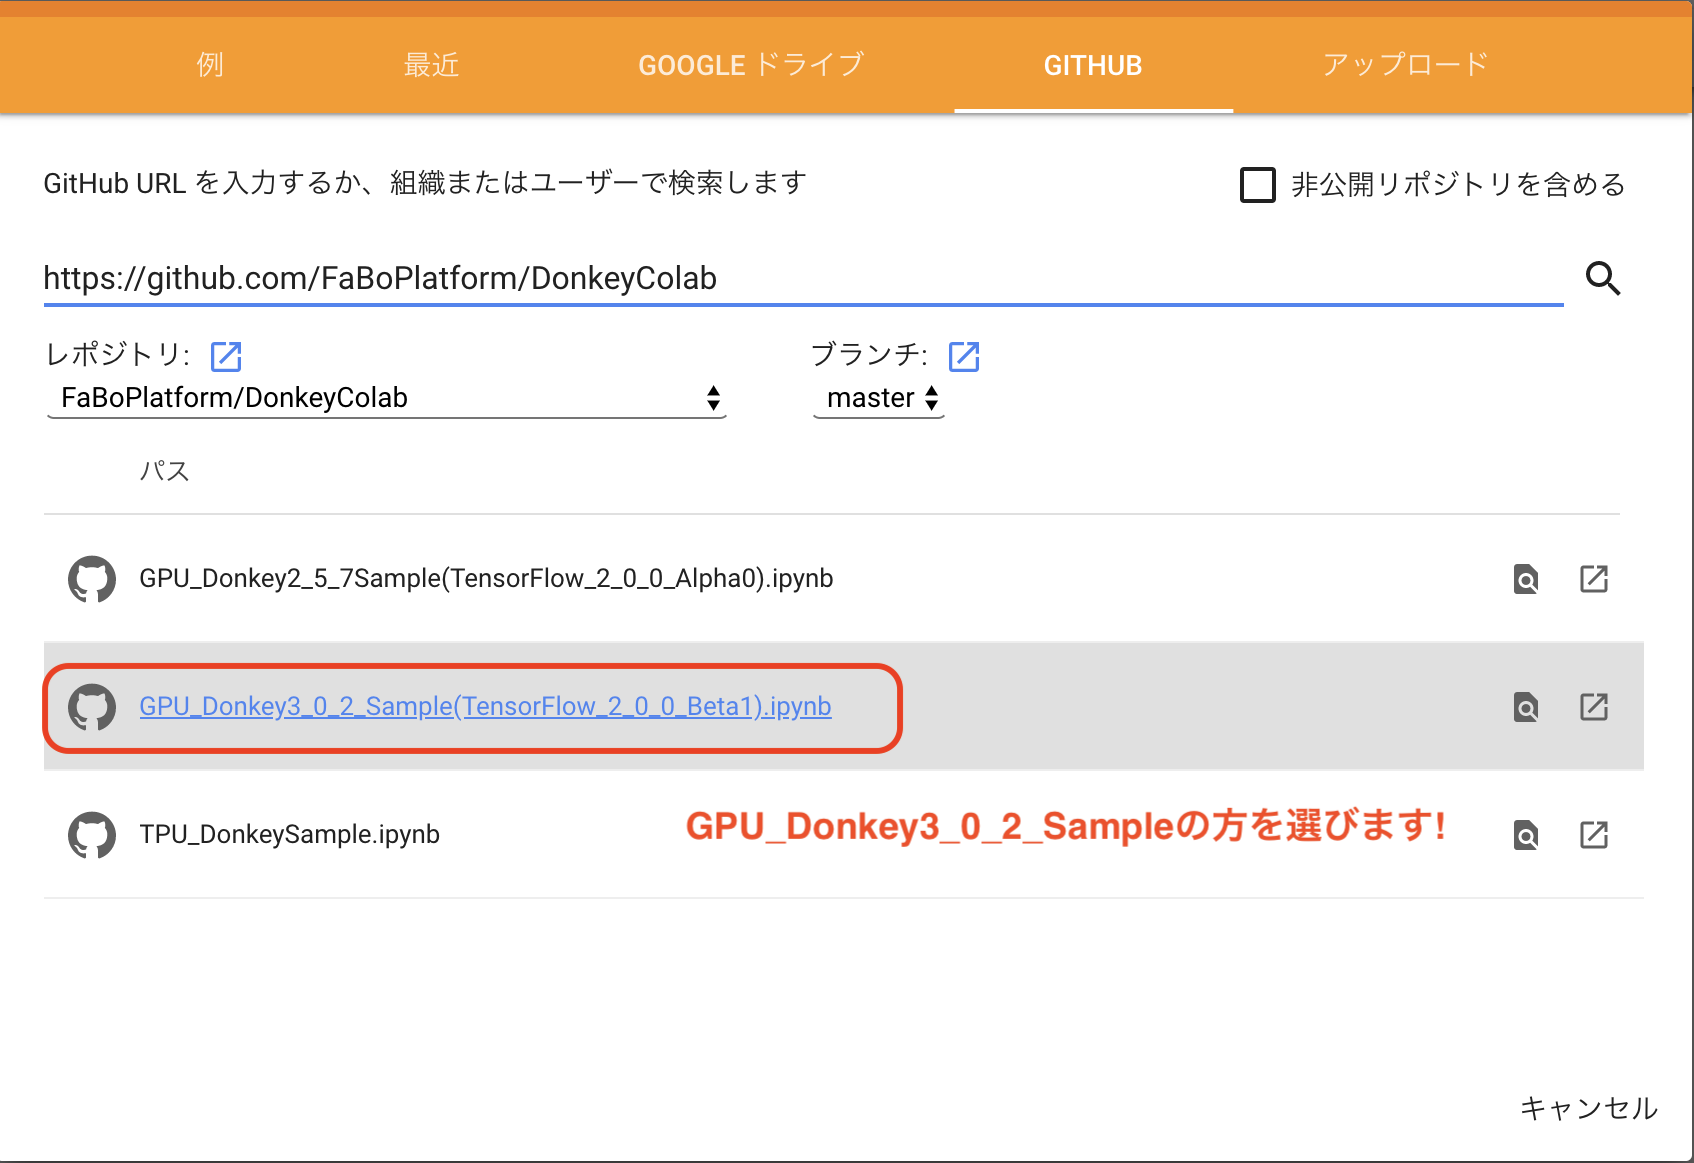 例 最近 GOOGLE ドライブ GITHUB アップロード
GitHub URL を入力するか、組織またはユーザーで検索します
非公開リポジトリを含める
https://github.com/FaBoPlatform/DonkeyColab
レポジトリ: ブランチ:
FaBoPlatform/DonkeyColab master
パス
GPU_Donkey2_5_7Sample(TensorFlow_2_0_0_Alpha0).ipynb
GPU_Donkey3_0_2_Sample(TensorFlow_2_0_0_Beta1).ipynb
TPU_DonkeySample.ipynb
GPU_Donkey3_0_2_Sampleの方を選びます!
キャンセル